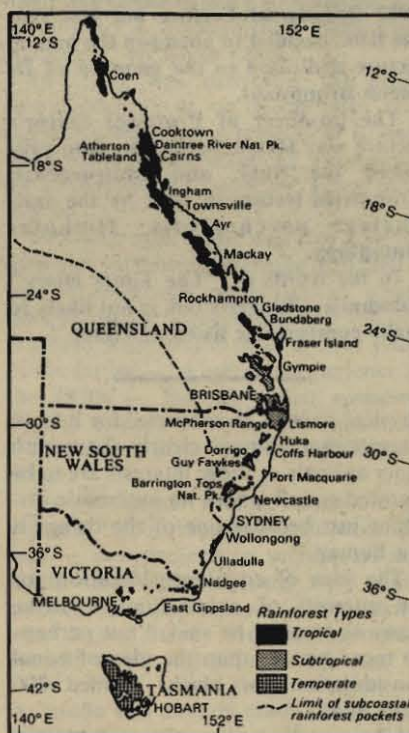 140°E
152°E
12°S
12°S
Coen
Cooktown
Daintree River Nat. Pk.
Atherton
Tableland
Cairns
18°S
Ingham
Townsville
18°S
Ayr
Mackay
24°S
Rockhampton
Gladstone
Bundaberg
QUEENSLAND
24°S
Fraser Island
Gympie
BRISBANE
McPherson Range
Lismore
30°S
Huka
30°S
NEW SOUTH
WALES
Dorrigo
Coffs Harbour
Guy Fawkes
Port Macquarie
Barrington Tops
Nat. Pk.
Newcastle
SYDNEY
Wollongong
36°S
Ulladulla
VICTORIA
Nadgee
36°S
MELBOURNE
East Gippsland
Rainforest Types
Tropical
Subtropical
Temperate
Limit of subcoastal
rainforest pockets
42°S
TASMANIA
HOBART
140°E
152°E